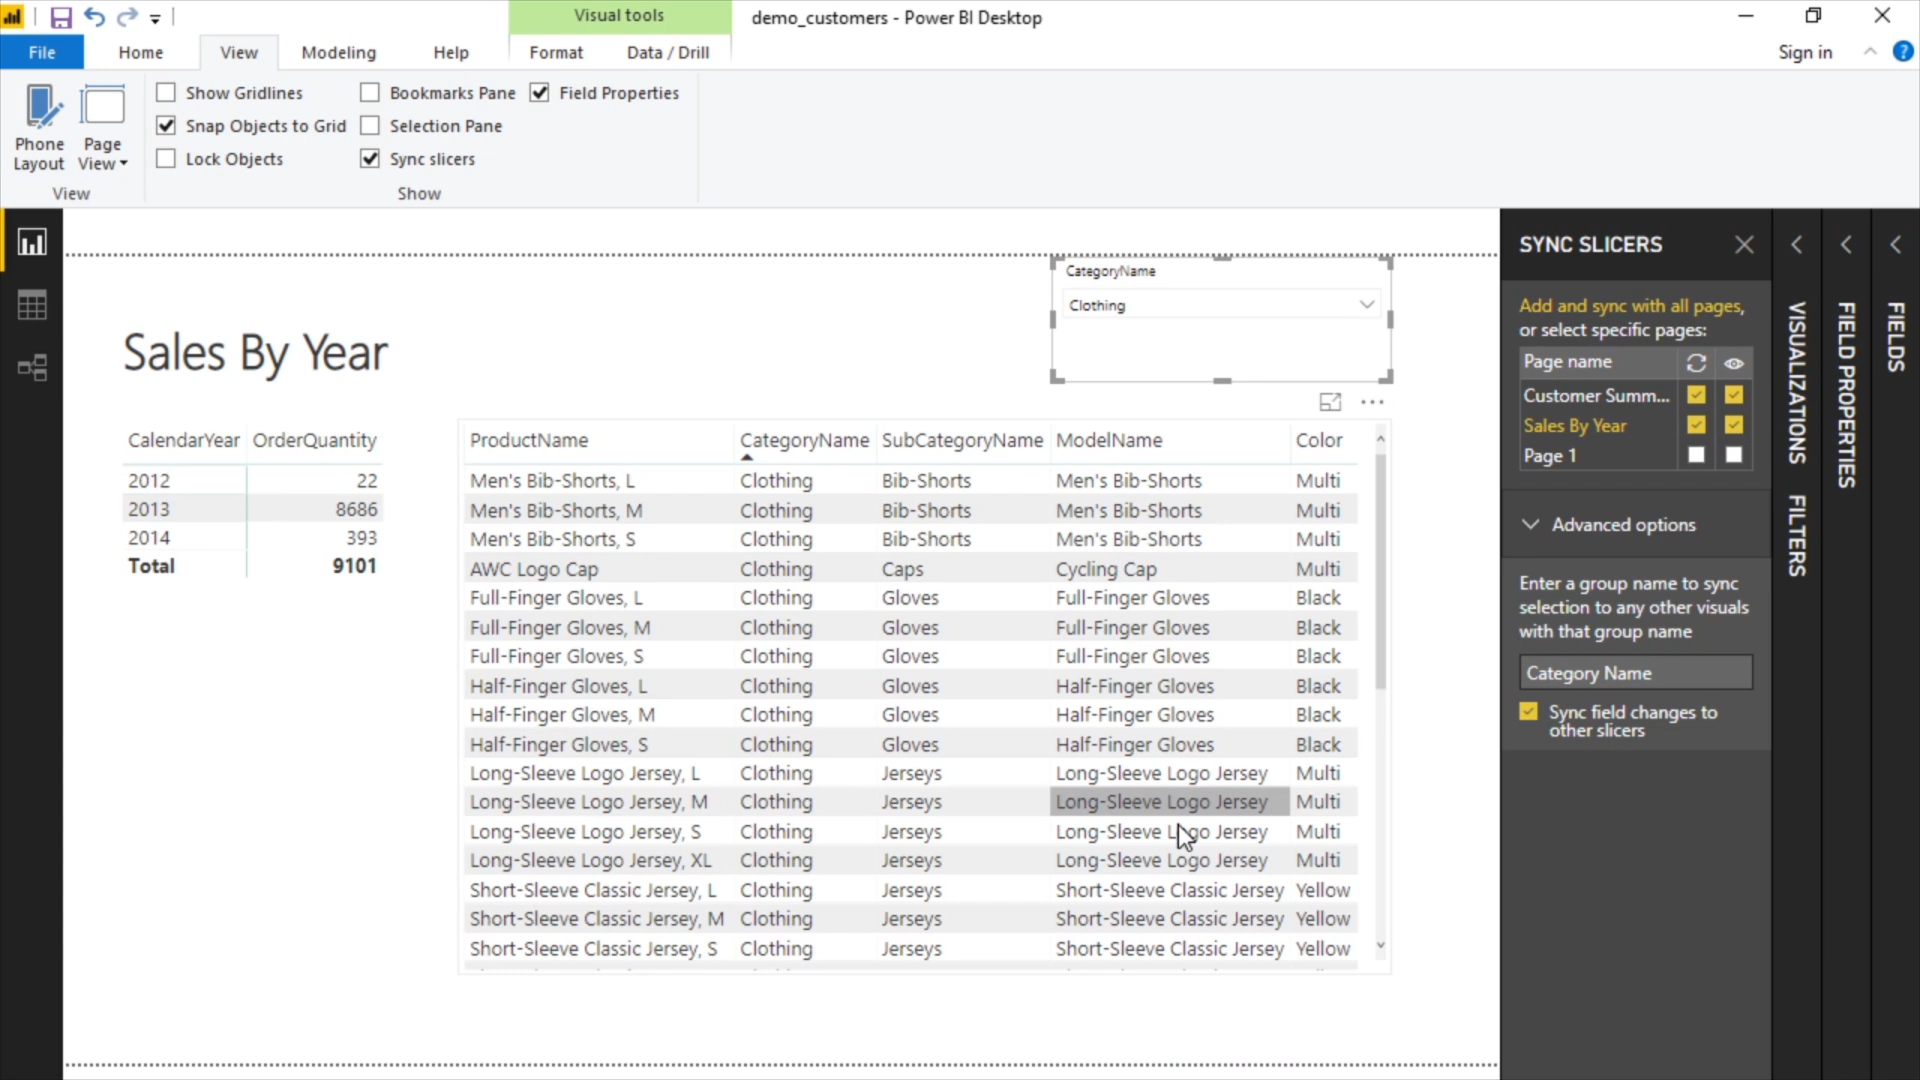 Visual tools
demo_customers - Power BI Desktop
File
Home
View
Modeling
Help
Format
Data / Drill
Sign in
?
Phone Layout
Page View
Show Gridlines
Snap Objects to Grid
Lock Objects
Bookmarks Pane
Selection Pane
Sync slicers
Field Properties
View
Show
CategoryName
Clothing
Sales By Year
CalendarYear OrderQuantity
2012 22
2013 8686
2014 393
Total 9101
ProductName CategoryName SubCategoryName ModelName Color
Men's Bib-Shorts, L Clothing Bib-Shorts Men's Bib-Shorts Multi
Men's Bib-Shorts, M Clothing Bib-Shorts Men's Bib-Shorts Multi
Men's Bib-Shorts, S Clothing Bib-Shorts Men's Bib-Shorts Multi
AWC Logo Cap Clothing Caps Cycling Cap Multi
Full-Finger Gloves, L Clothing Gloves Full-Finger Gloves Black
Full-Finger Gloves, M Clothing Gloves Full-Finger Gloves Black
Full-Finger Gloves, S Clothing Gloves Full-Finger Gloves Black
Half-Finger Gloves, L Clothing Gloves Half-Finger Gloves Black
Half-Finger Gloves, M Clothing Gloves Half-Finger Gloves Black
Half-Finger Gloves, S Clothing Gloves Half-Finger Gloves Black
Long-Sleeve Logo Jersey, L Clothing Jerseys Long-Sleeve Logo Jersey Multi
Long-Sleeve Logo Jersey, M Clothing Jerseys Long-Sleeve Logo Jersey Multi
Long-Sleeve Logo Jersey, S Clothing Jerseys Long-Sleeve Logo Jersey Multi
Long-Sleeve Logo Jersey, XL Clothing Jerseys Long-Sleeve Logo Jersey Multi
Short-Sleeve Classic Jersey, L Clothing Jerseys Short-Sleeve Classic Jersey Yellow
Short-Sleeve Classic Jersey, M Clothing Jerseys Short-Sleeve Classic Jersey Yellow
Short-Sleeve Classic Jersey, S Clothing Jerseys Short-Sleeve Classic Jersey Yellow
SYNC SLICERS
Add and sync with all pages,
or select specific pages:
Page name
Customer Summ...
Sales By Year
Page 1
Advanced options
Enter a group name to sync
selection to any other visuals
with that group name
Category Name
Sync field changes to
other slicers
VISUALIZATIONS
FILTERS
FIELD PROPERTIES
FIELDS